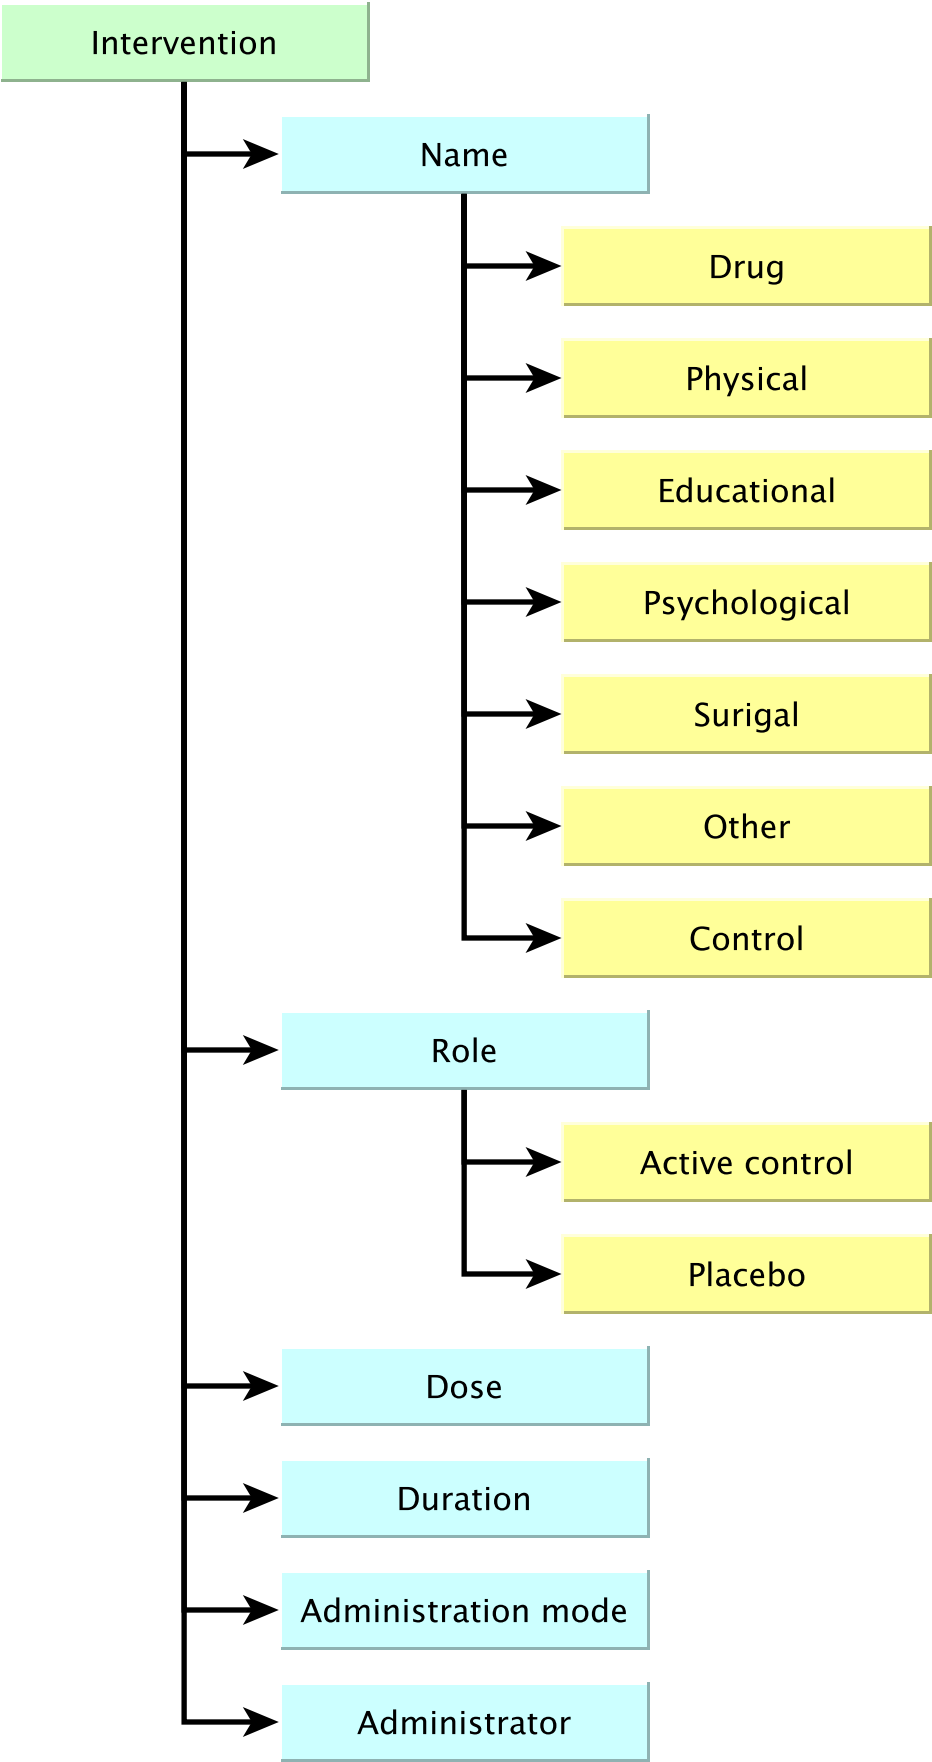 Intervention
Name
Drug
Physical
Educational
Psychological
Surigal
Other
Control
Role
Active control
Placebo
Dose
Duration
Administration mode
Administrator